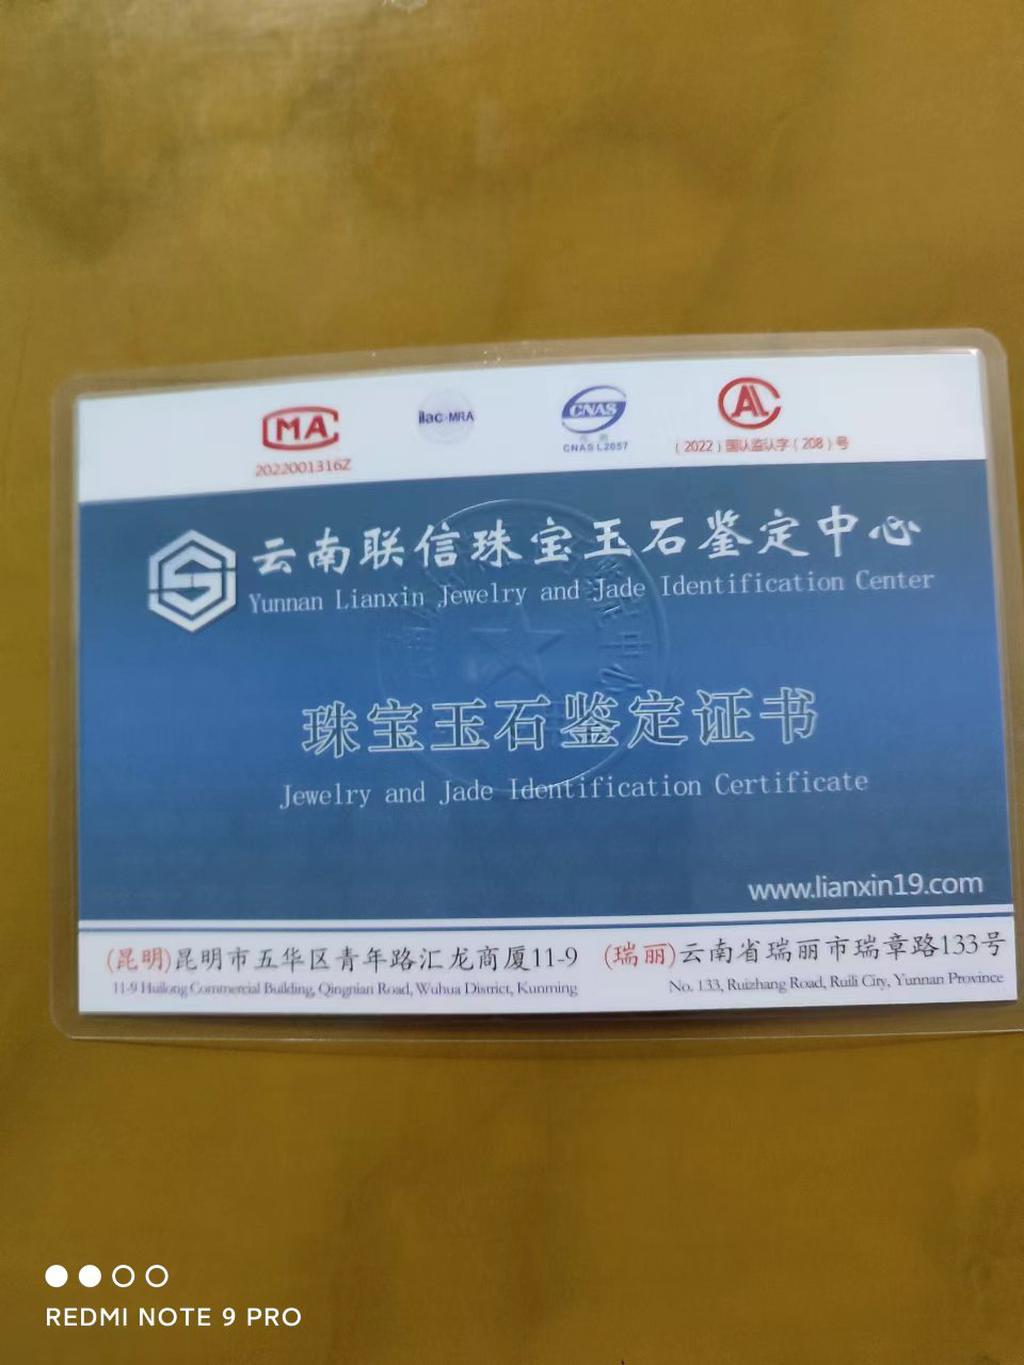 MA
ilac-MRA
CNAS
AL
2022001316Z
CNAS L2657
（2022）国认监认字（208）号
云南联信珠宝玉石鉴定中心
Yunnan Lianxin Jewelry and Jade Identification Center
珠宝玉石鉴定证书
Jewelry and Jade Identification Certificate
www.lianxin19.com
(昆明)昆明市五华区青年路汇龙商厦11-9
(瑞丽)云南省瑞丽市瑞章路133号
11-9 Huilong Commercial Building, Qingnian Road, Wuhua District, Kunming
No. 133, Ruizhang Road, Ruili City, Yunnan Province
REDMI NOTE 9 PRO